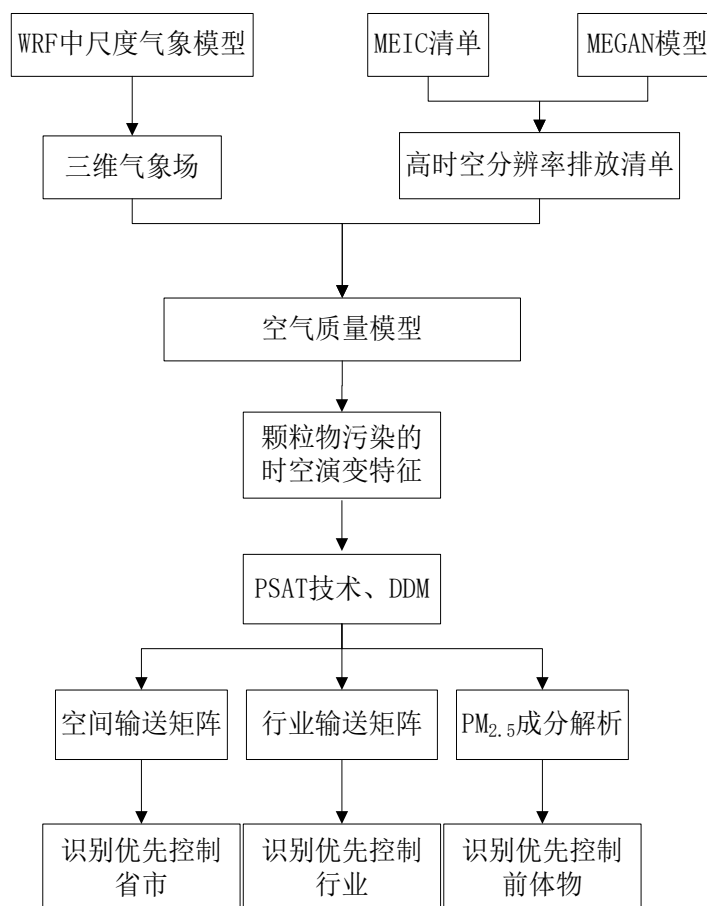 WRF中尺度气象模型
MEIC清单
MEGAN模型
三维气象场
高时空分辨率排放清单
空气质量模型
颗粒物污染的
时空演变特征
PSAT技术、DDM
空间输送矩阵
行业输送矩阵
PM2.5成分解析
识别优先控制
省市
识别优先控制
行业
识别优先控制
前体物